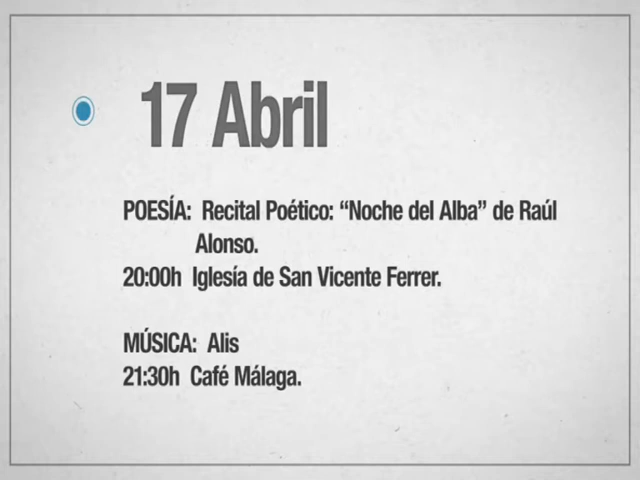 17 Abril
POESÍA: Recital Poético: “Noche del Alba” de Raúl
Alonso.
20:00h Iglesía de San Vicente Ferrer.
MÚSICA: Alis
21:30h Café Málaga.